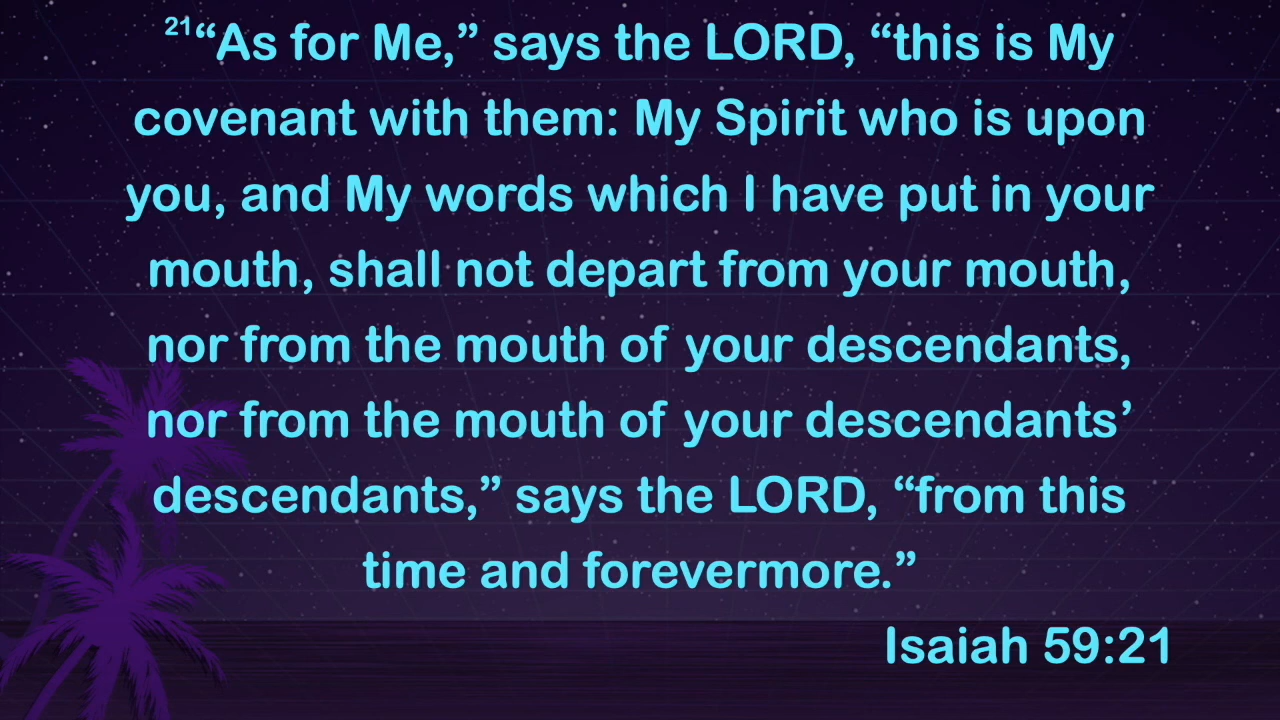 21“As for Me,” says the LORD, “this is My
covenant with them: My Spirit who is upon
you, and My words which I have put in your
mouth, shall not depart from your mouth,
nor from the mouth of your descendants,
nor from the mouth of your descendants’
descendants,” says the LORD, “from this
time and forevermore.”
Isaiah 59:21